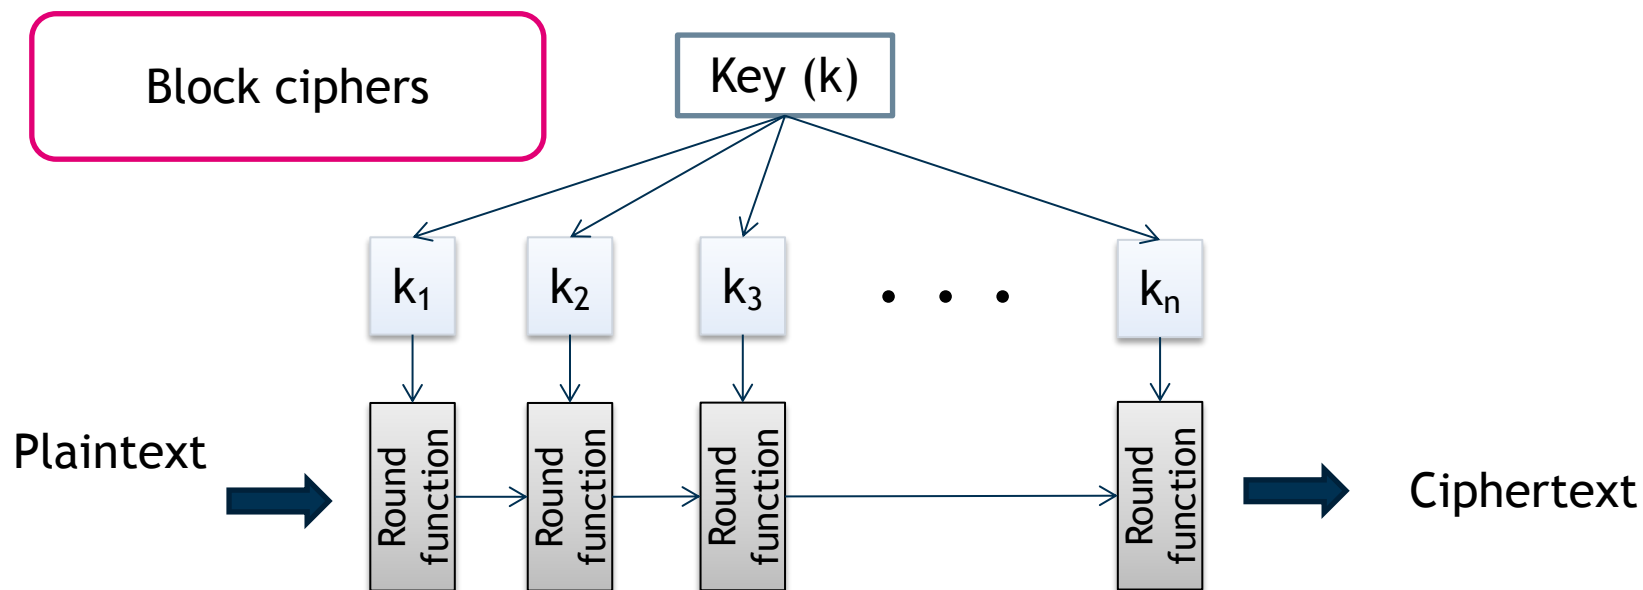 Block ciphers
Key (k)
k₁
k₂
k₃
. . .
kₙ
Plaintext
Round
function
Round
function
Round
function
Round
function
Ciphertext